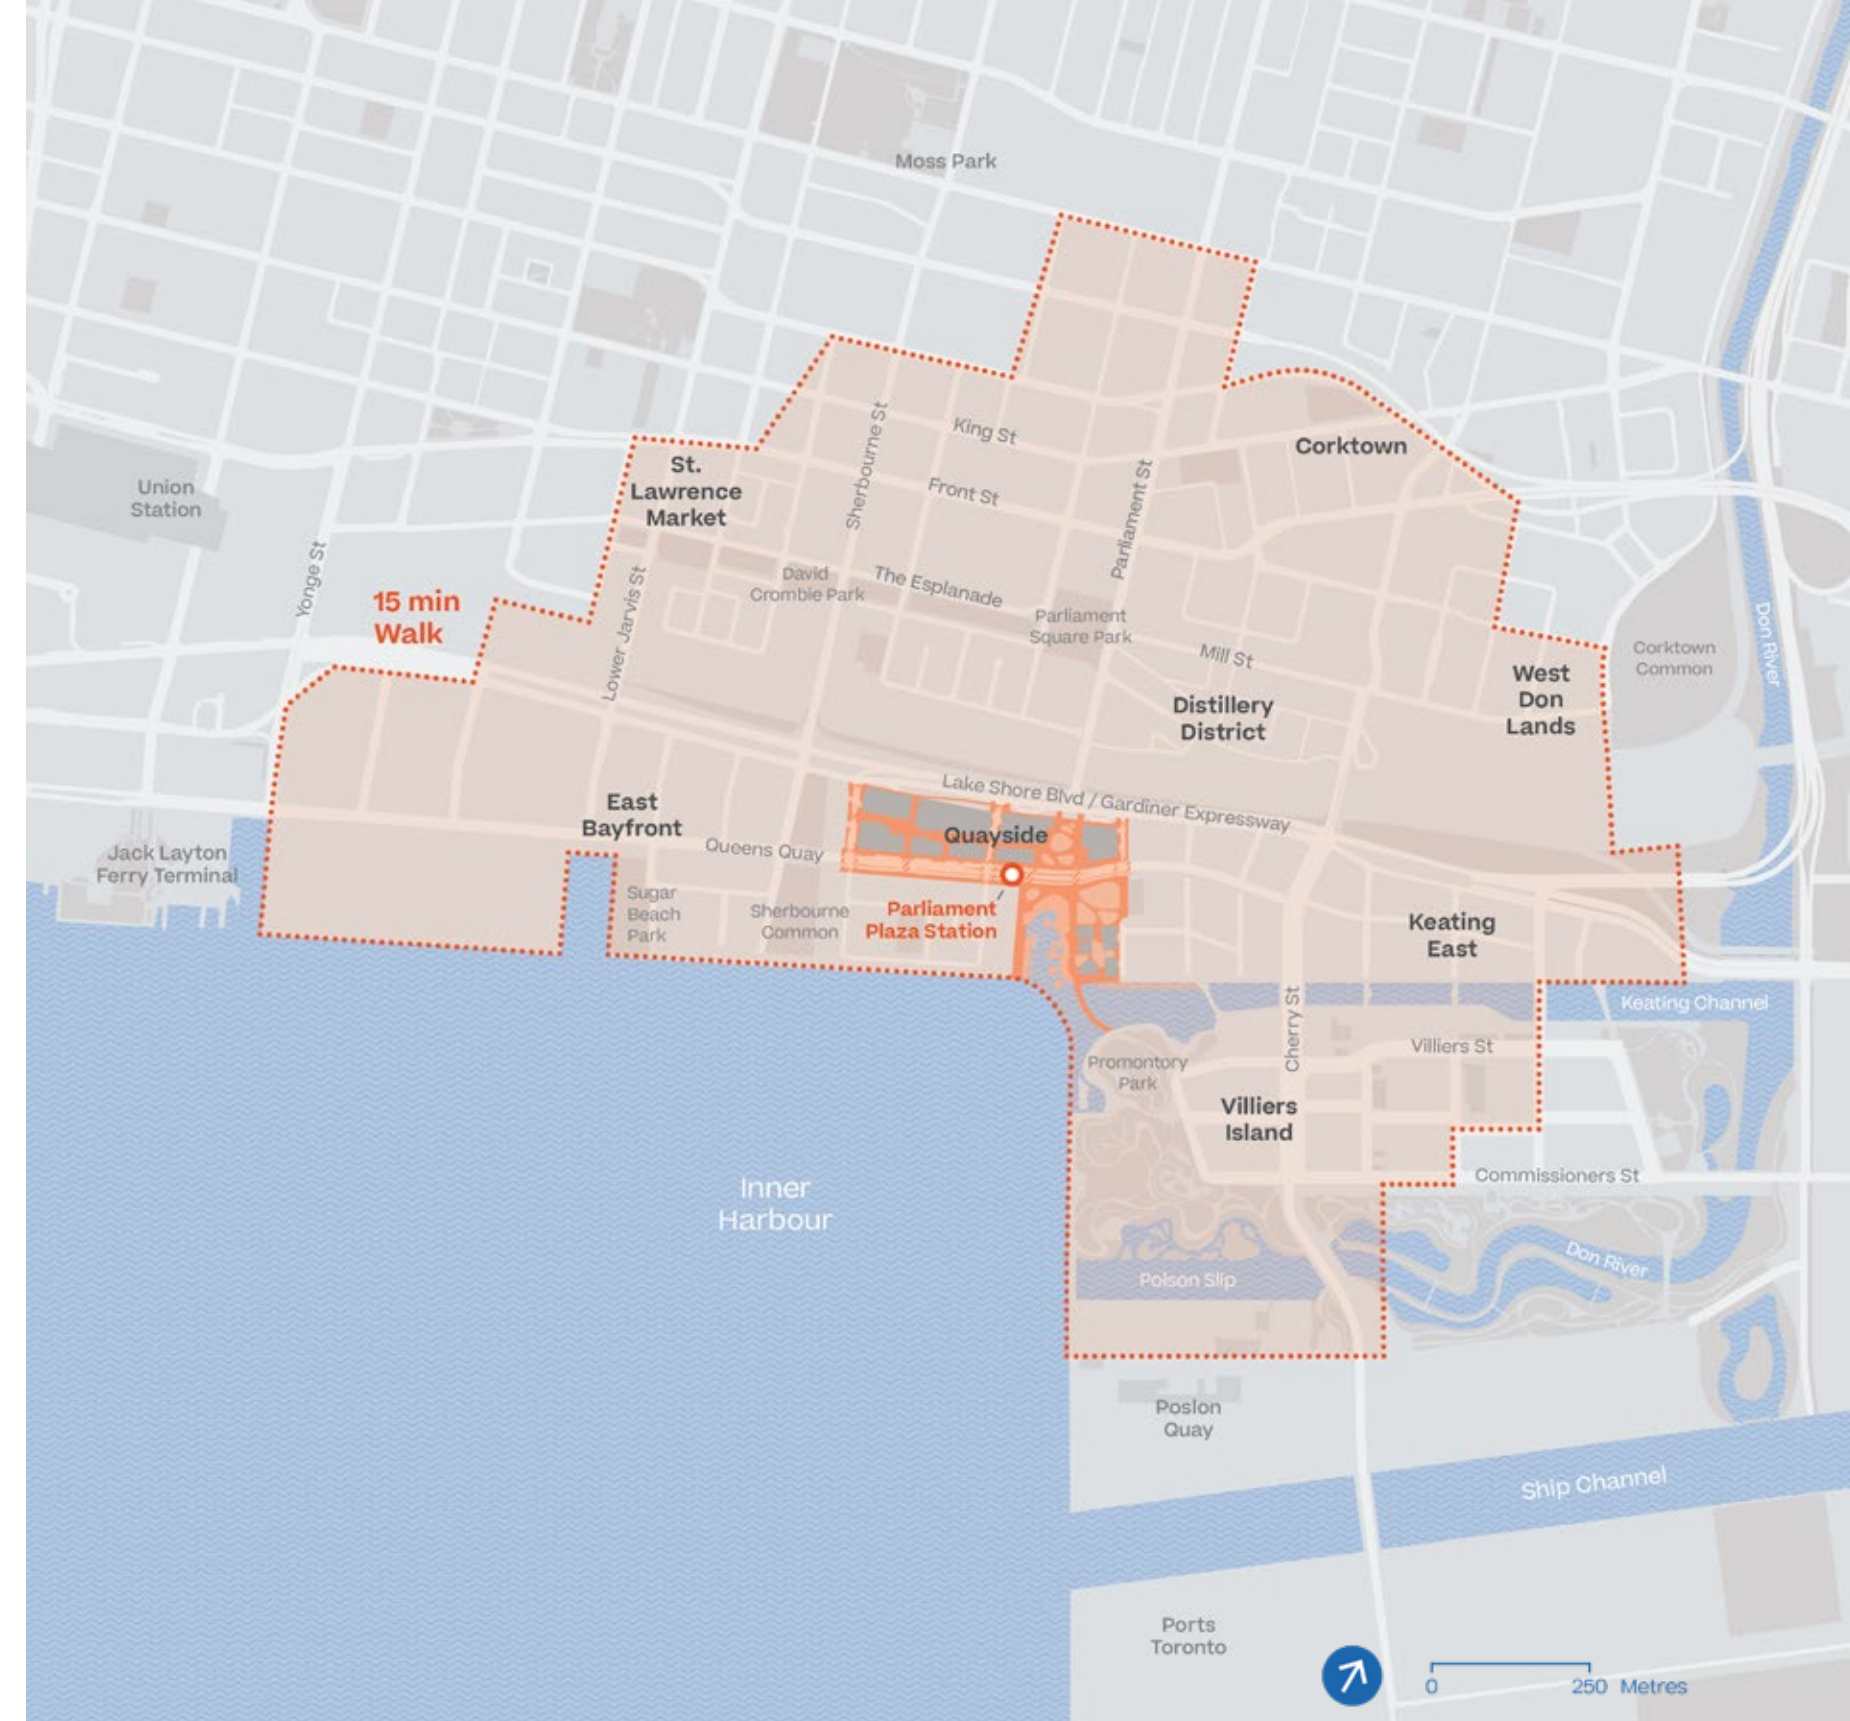 Moss Park
King St
Sherbourne St
Corktown
St.
Lawrence
Market
Front St
Parliament St
Union
Station
Yonge St
15 min
Walk
Lower Jarvis St
David
Crombie Park
The Esplanade
Parliament
Square Park
Mill St
Corktown
Common
Don River
West
Don
Lands
Distillery
District
Lake Shore Blvd / Gardiner Expressway
East
Bayfront
Quayside
Queens Quay
Jack Layton
Ferry Terminal
Sugar
Beach
Park
Sherbourne
Common
Parliament
Plaza Station
Keating
East
Keating Channel
Cherry St
Villiers St
Promontory
Park
Villiers
Island
Commissioners St
Inner
Harbour
Don River
Polson Slip
Poslon
Quay
Ship Channel
Ports
Toronto
0 250 Metres